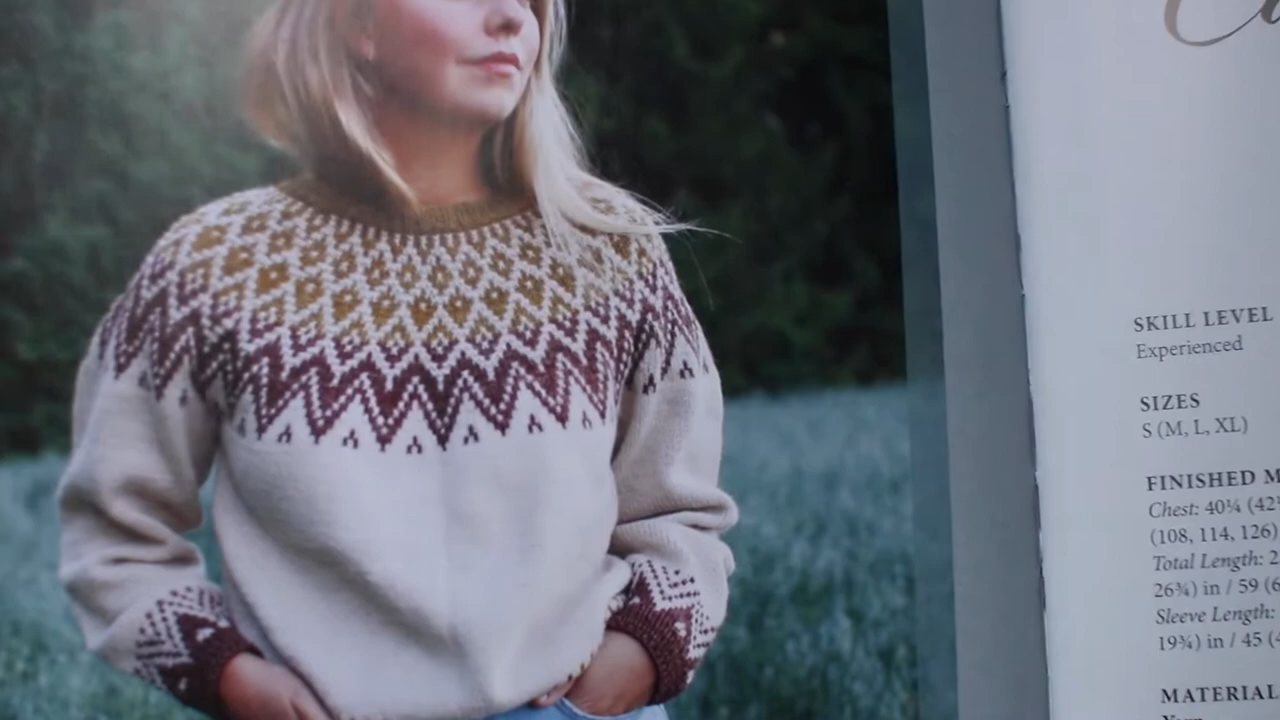 SKILL LEVEL
Experienced
SIZES
S (M, L, XL)
FINISHED
Chest: 40¼ (42
(108, 114, 126)
Total Length: 2
26¾) in / 59 (6
Sleeve Length:
19¾) in / 45 (
MATERIAL